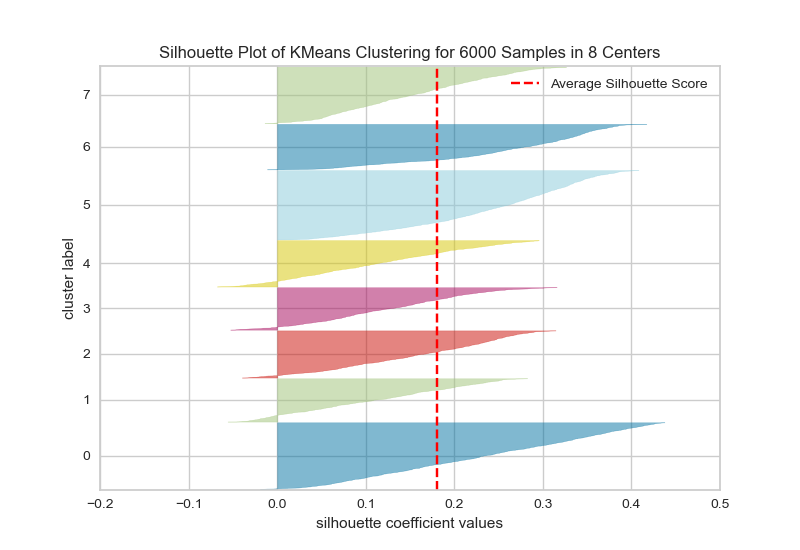 Silhouette Plot of KMeans Clustering for 6000 Samples in 8 Centers
Average Silhouette Score
7
6
5
4
3
2
1
0
cluster label
−0.2 −0.1 0.0 0.1 0.2 0.3 0.4 0.5
silhouette coefficient values